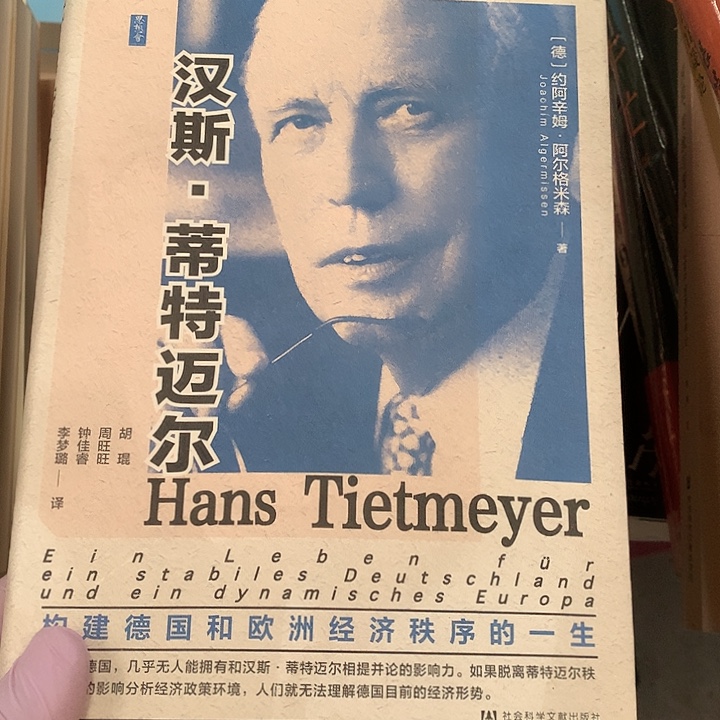 思想会
汉斯·蒂特迈尔
〔德〕约阿辛姆·阿尔格米森——著
Joachim Algermissen
胡琨
周旺旺
钟佳睿
李梦璐——译
Hans Tietmeyer
Ein Leben für
ein stabiles Deutschland
und ein dynamisches Europa
构建德国和欧洲经济秩序的一生
德国,几乎无人能拥有和汉斯·蒂特迈尔相提并论的影响力。如果脱离蒂特迈尔秩
的影响分析经济政策环境,人们就无法理解德国目前的经济形势。
社会科学文献出版社